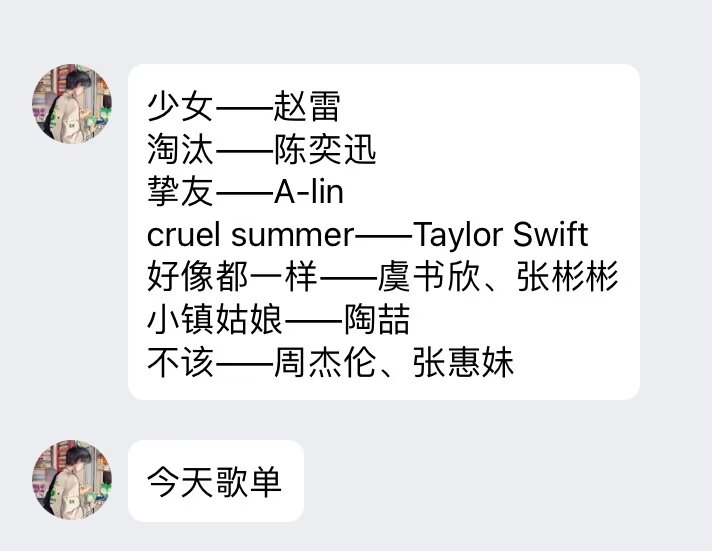 少女——赵雷
淘汰——陈奕迅
挚友——A-lin
cruel summer——Taylor Swift
好像都一样——虞书欣、张彬彬
小镇姑娘——陶喆
不该——周杰伦、张惠妹
今天歌单